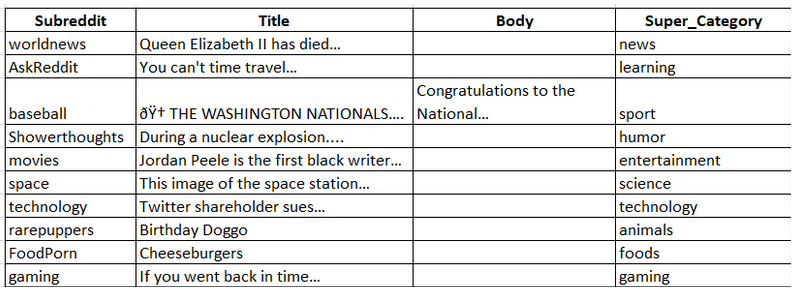 Subreddit Title Body Super_Category
worldnews Queen Elizabeth II has died... news
AskReddit You can't time travel... learning
Congratulations to the
baseball ðŸ† THE WASHINGTON NATIONALS.... National... sport
Showerthoughts During a nuclear explosion.... humor
movies Jordan Peele is the first black writer... entertainment
space This image of the space station... science
technology Twitter shareholder sues... technology
rarepuppers Birthday Doggo animals
FoodPorn Cheeseburgers foods
gaming If you went back in time... gaming